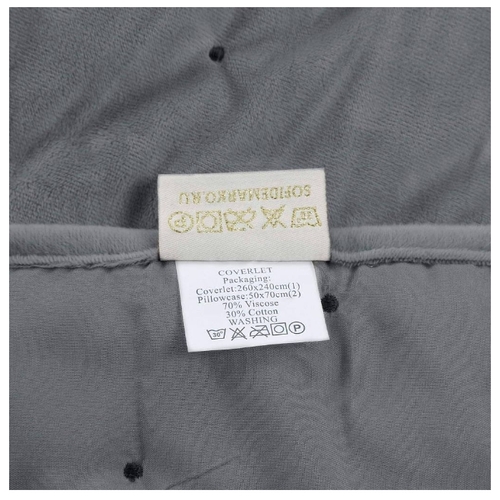 SOFIDEMARKO.RU
COVERLET
Packaging:
Coverlet:260x240cm(1)
Pillowcase:50x70cm(2)
70% Viscose
30% Cotton
WASHING
30° P